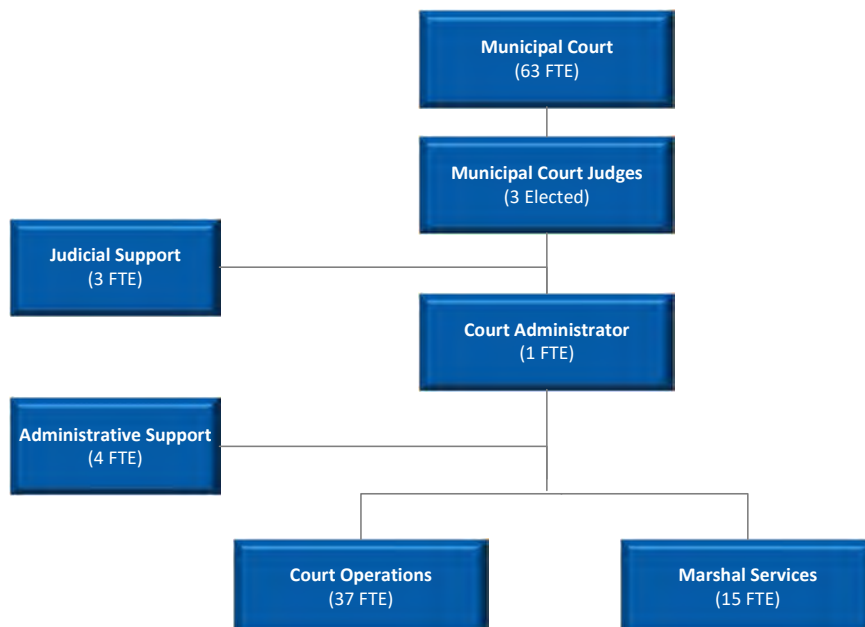 Municipal Court
(63 FTE)
Municipal Court Judges
(3 Elected)
Judicial Support
(3 FTE)
Court Administrator
(1 FTE)
Administrative Support
(4 FTE)
Court Operations
(37 FTE)
Marshal Services
(15 FTE)